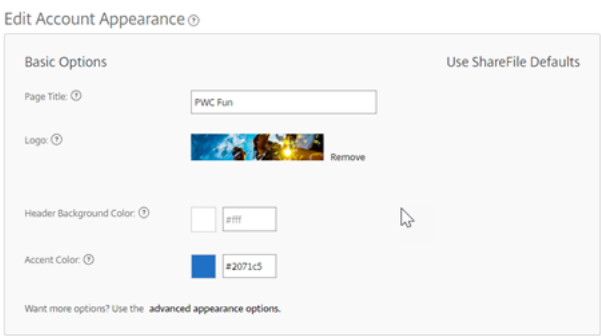 Edit Account Appearance
Basic Options
Use ShareFile Defaults
Page Title:
PWC Fun
Logo:
Remove
Header Background Color:
#fff
Accent Color:
#2071c5
Want more options? Use the advanced appearance options.